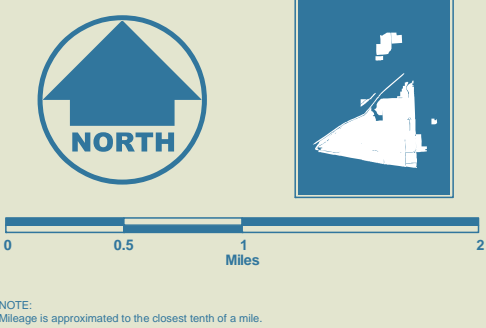 NORTH
0 0.5 1 2
Miles
NOTE:
Mileage is approximated to the closest tenth of a mile.